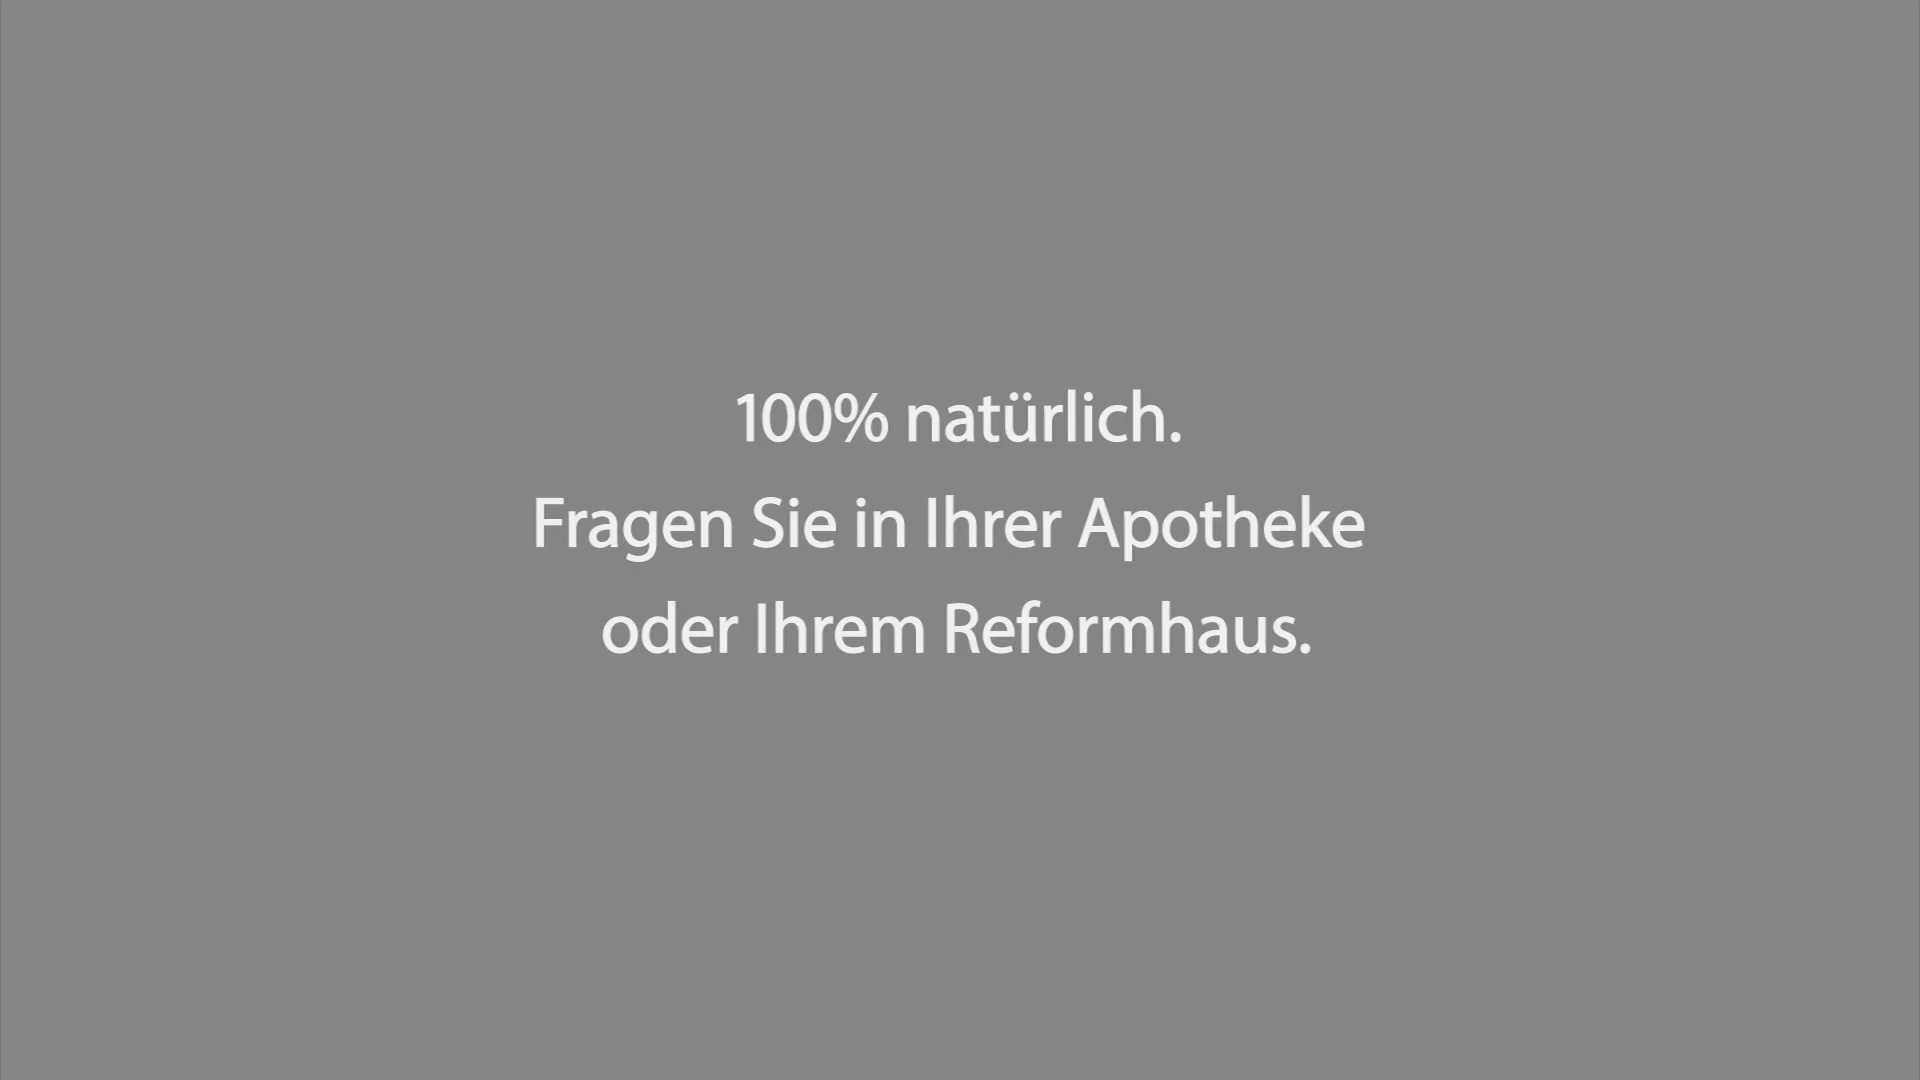 100% natürlich.
Fragen Sie in Ihrer Apotheke
oder Ihrem Reformhaus.